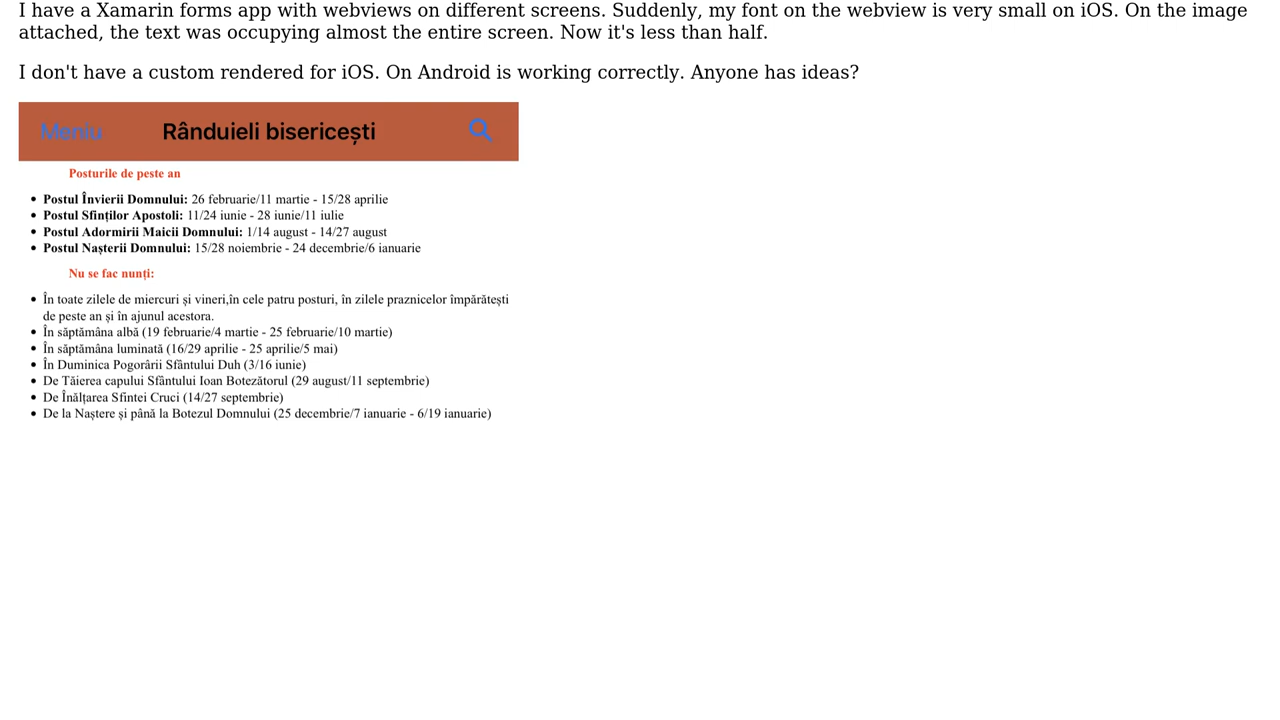 I have a Xamarin forms app with webviews on different screens. Suddenly, my font on the webview is very small on iOS. On the image
attached, the text was occupying almost the entire screen. Now it's less than half.
I don't have a custom rendered for iOS. On Android is working correctly. Anyone has ideas?
Meniu Rânduieli bisericești
Posturile de peste an
• Postul Învierii Domnului: 26 februarie/11 martie - 15/28 aprilie
• Postul Sfinților Apostoli: 11/24 iunie - 28 iunie/11 iulie
• Postul Adormirii Maicii Domnului: 1/14 august - 14/27 august
• Postul Nașterii Domnului: 15/28 noiembrie - 24 decembrie/6 ianuarie
Nu se fac nunți:
• În toate zilele de miercuri și vineri,în cele patru posturi, în zilele praznicelor împărătești
de peste an și în ajunul acestora.
• În săptămâna albă (19 februarie/4 martie - 25 februarie/10 martie)
• În săptămâna luminată (16/29 aprilie - 25 aprilie/5 mai)
• În Duminica Pogorârii Sfântului Duh (3/16 iunie)
• De Tăierea capului Sfântului Ioan Botezătorul (29 august/11 septembrie)
• De Înălțarea Sfintei Cruci (14/27 septembrie)
• De la Naștere și până la Botezul Domnului (25 decembrie/7 ianuarie - 6/19 ianuarie)